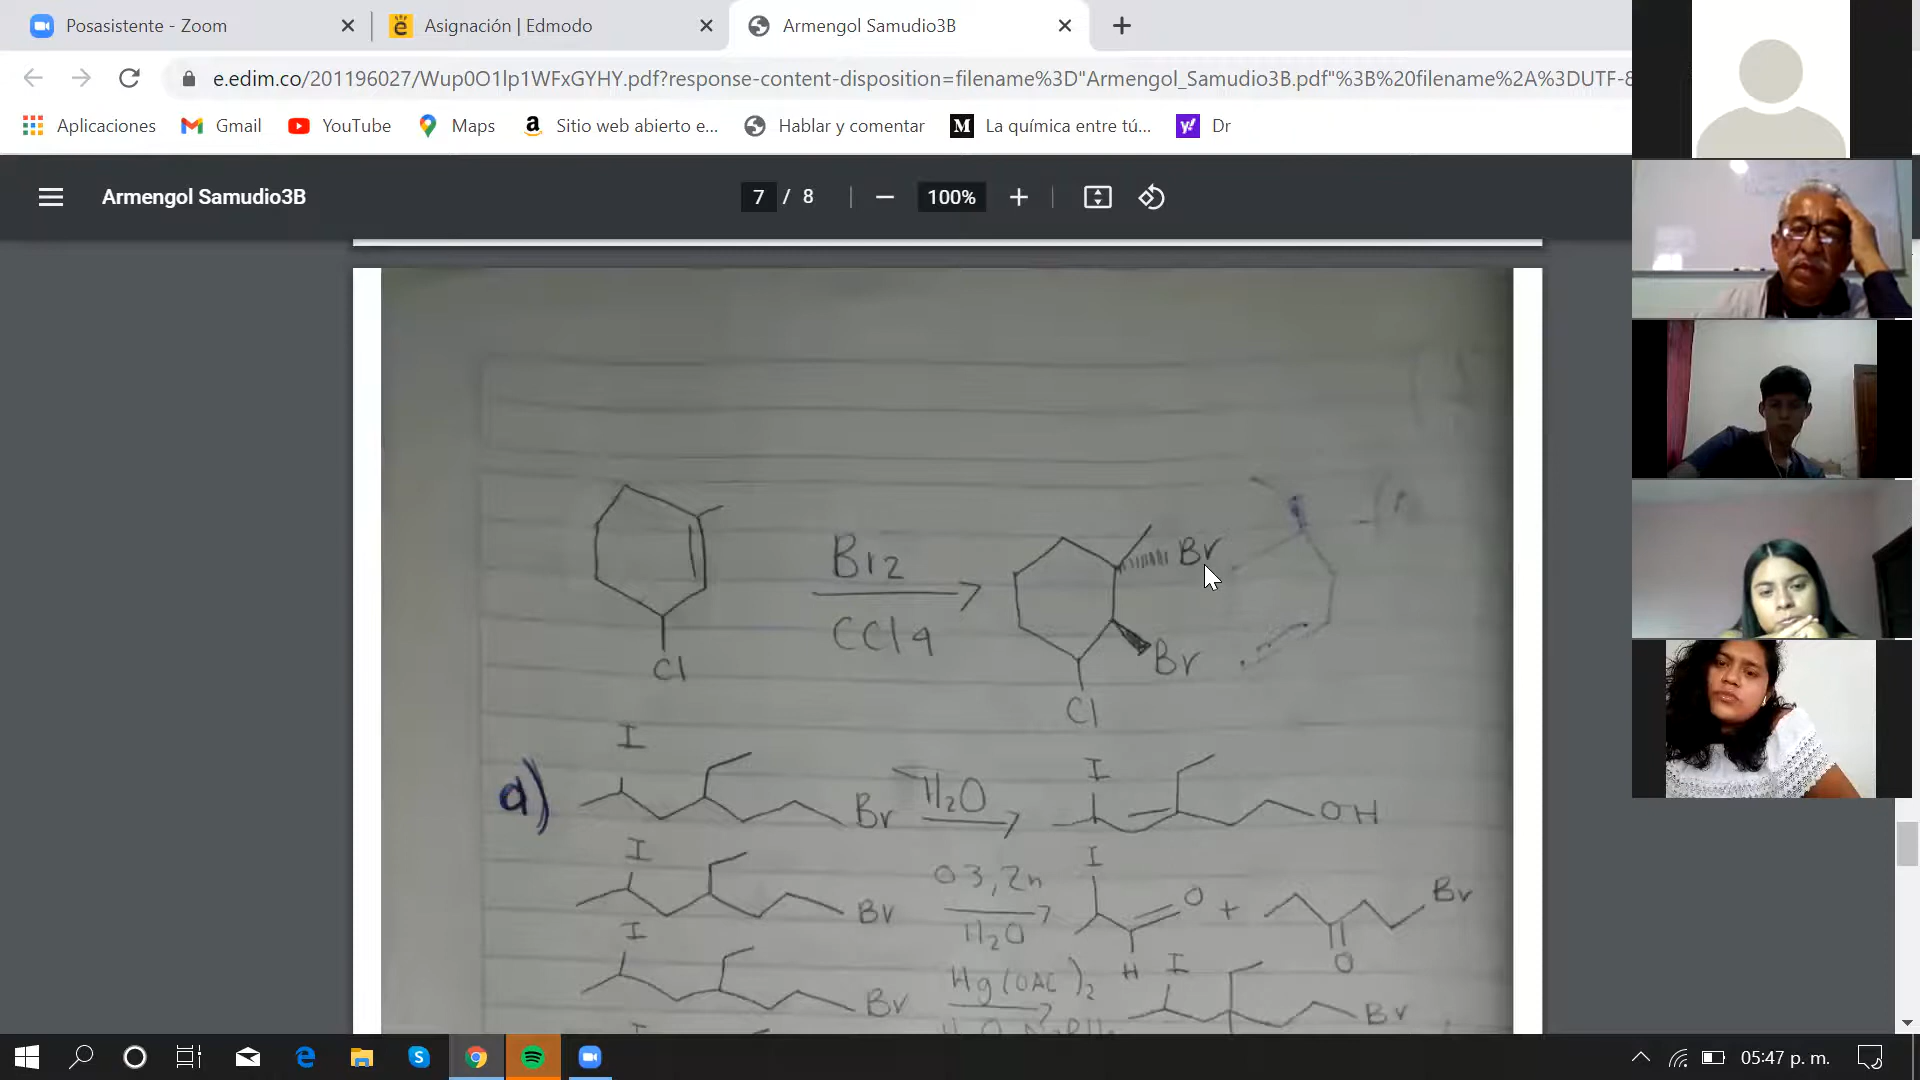 Posasistente - Zoom
Asignación | Edmodo
Armengol Samudio3B
e.edim.co/201196027/Wup0O1lp1WFxGYHY.pdf?response-content-disposition=filename%3D"Armengol_Samudio3B.pdf"%3B%20filename%2A%3DUTF-8
Aplicaciones
Gmail
YouTube
Maps
Sitio web abierto e...
Hablar y comentar
La química entre tú...
Dr
Armengol Samudio3B
7 / 8
100%
Br2
CCl4
Br
Br
Cl
Cl
I
a)
Br
H2O
I
OH
I
Br
O3, Zn
H2O
I
O
+
Br
H
O
I
Br
Hg(OAC)2
I
Br
05:47 p. m.